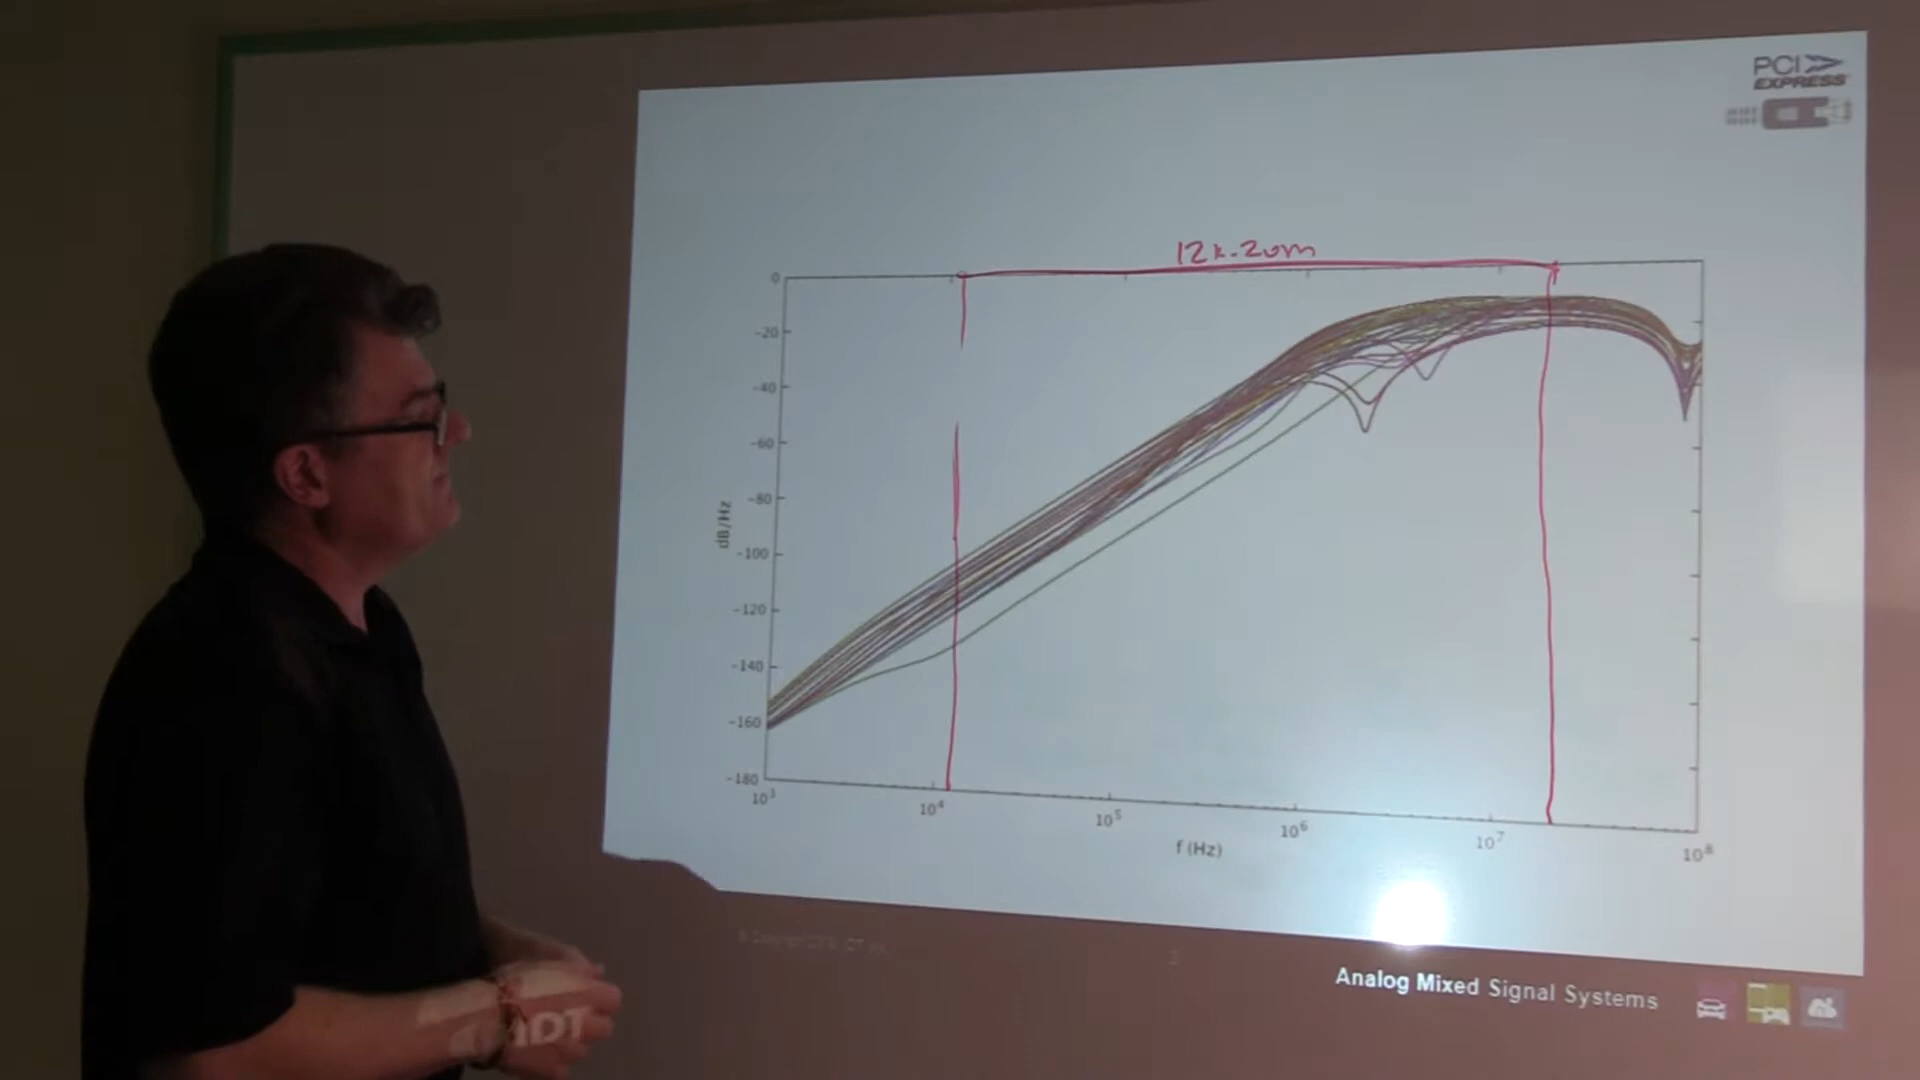 PCI
EXPRESS
12k-20m
0
-20
-40
-60
-80
-100
-120
-140
-160
-180
dB/Hz
10³
10⁴
10⁵
10⁶
10⁷
10⁸
f (Hz)
Analog Mixed Signal Systems
IDT